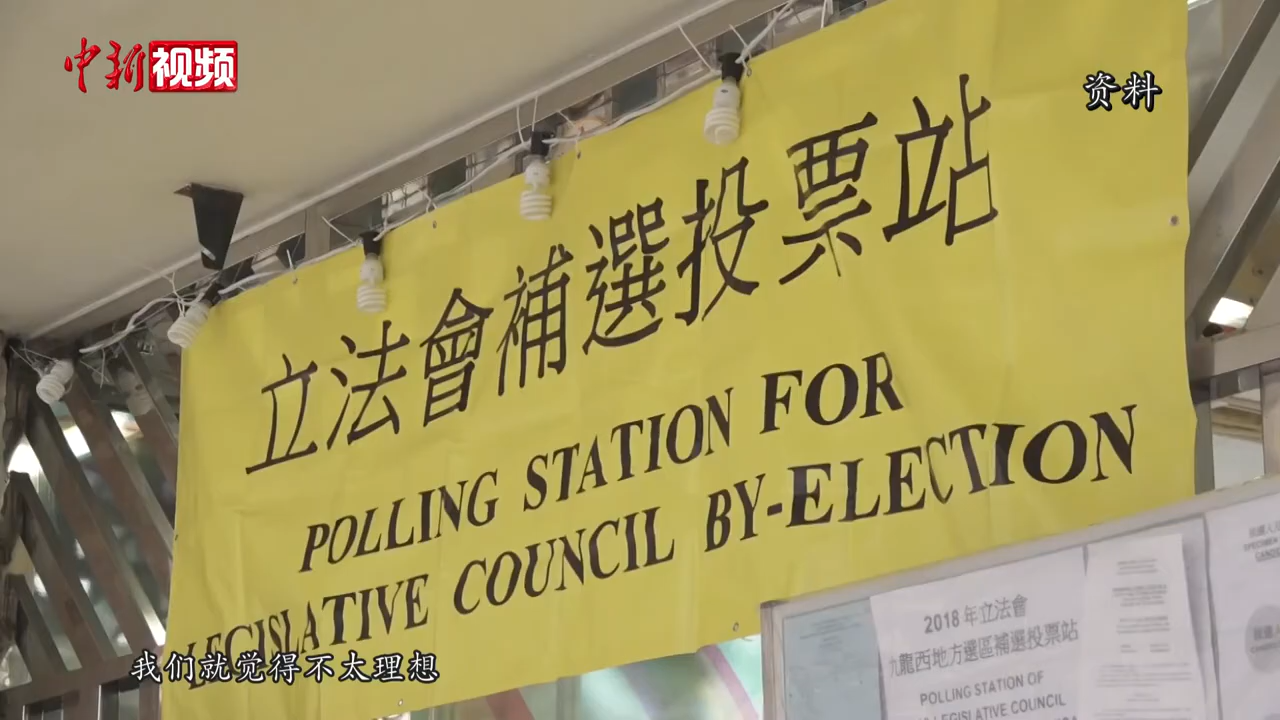 中新视频
资料
立法會補選投票站
POLLING STATION FOR
LEGISLATIVE COUNCIL BY-ELECTION
2018年立法會
九龍西地方選區補選投票站
POLLING STATION OF
LEGISLATIVE COUNCIL
SPECIMEN
我们就觉得不太理想